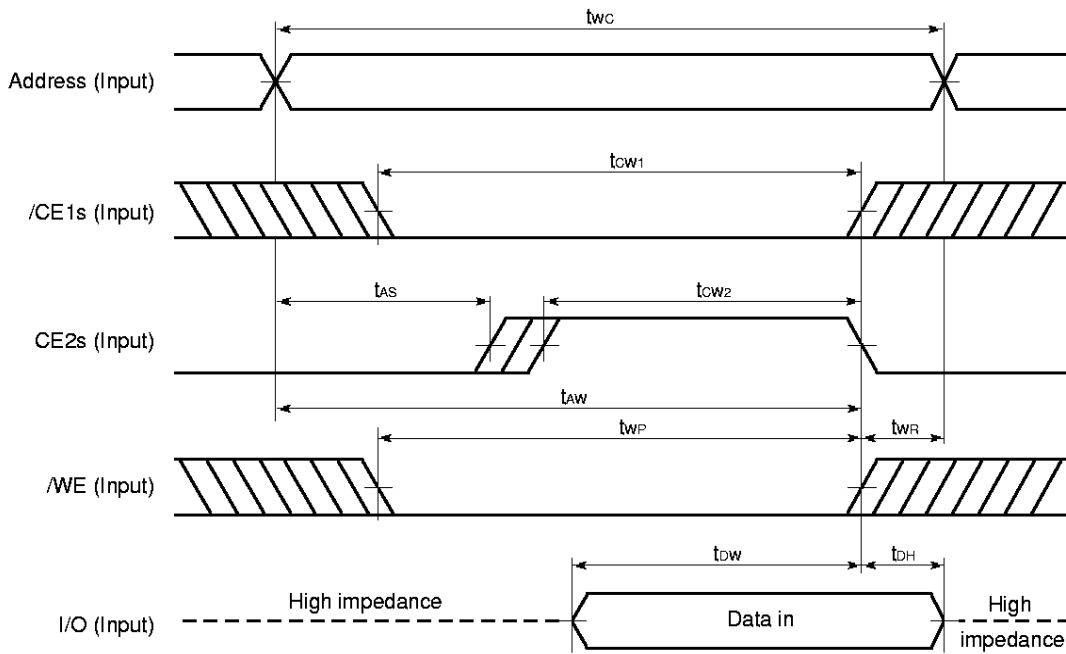 tWC
Address (Input)
tCW1
/CE1s (Input)
tAS
tCW2
CE2s (Input)
tAW
tWP
tWR
/WE (Input)
tDW
tDH
High impedance
Data in
High
impedance
I/O (Input)